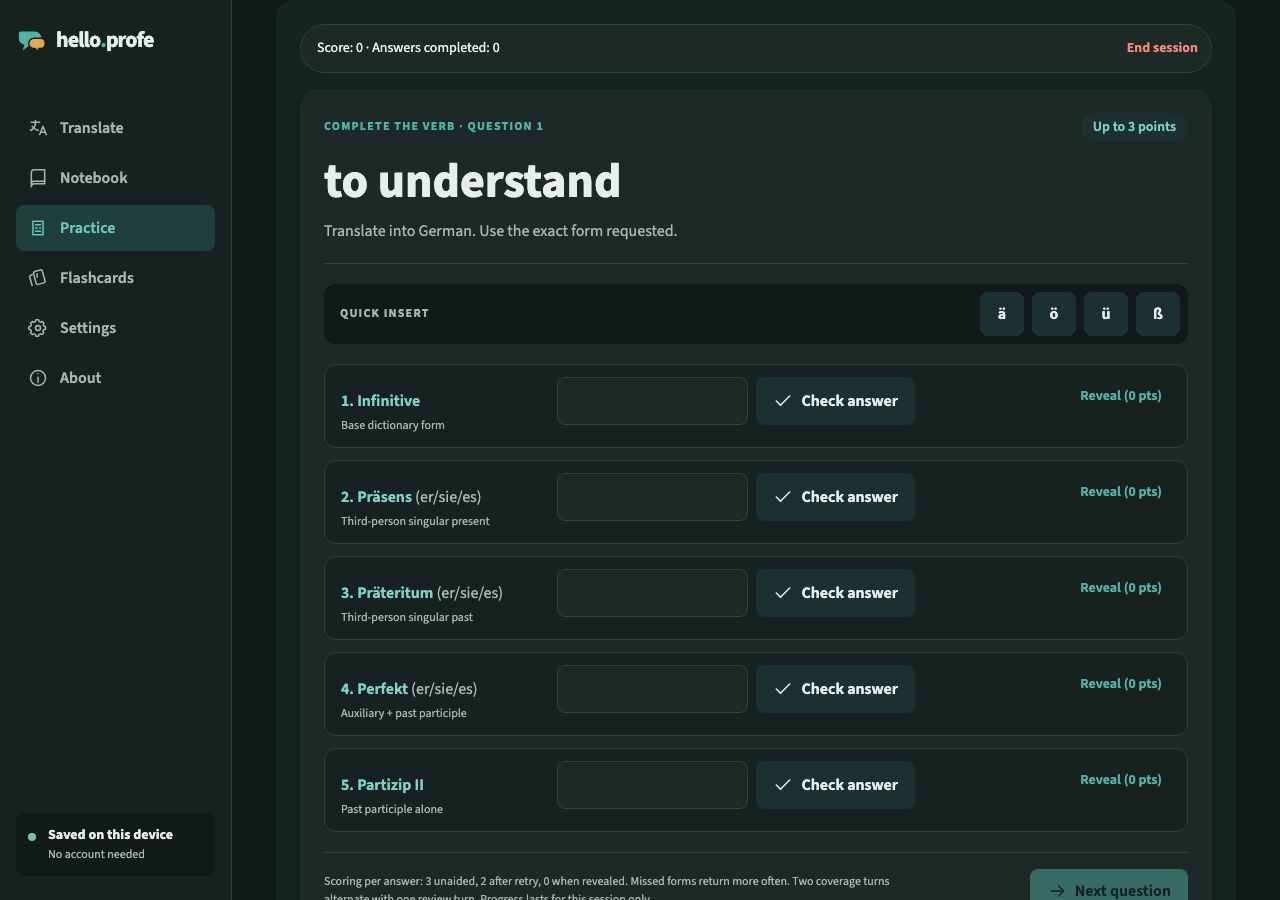 hello.profe
Translate
Notebook
Practice
Flashcards
Settings
About
Saved on this device
No account needed
Score: 0 · Answers completed: 0
End session
COMPLETE THE VERB · QUESTION 1
Up to 3 points
to understand
Translate into German. Use the exact form requested.
QUICK INSERT
ä ö ü ß
1. Infinitive
Base dictionary form
Check answer
Reveal (0 pts)
2. Präsens (er/sie/es)
Third-person singular present
Check answer
Reveal (0 pts)
3. Präteritum (er/sie/es)
Third-person singular past
Check answer
Reveal (0 pts)
4. Perfekt (er/sie/es)
Auxiliary + past participle
Check answer
Reveal (0 pts)
5. Partizip II
Past participle alone
Check answer
Reveal (0 pts)
Scoring per answer: 3 unaided, 2 after retry, 0 when revealed. Missed forms return more often. Two coverage turns
alternate with one review turn. Progress lasts for this session only.
Next question